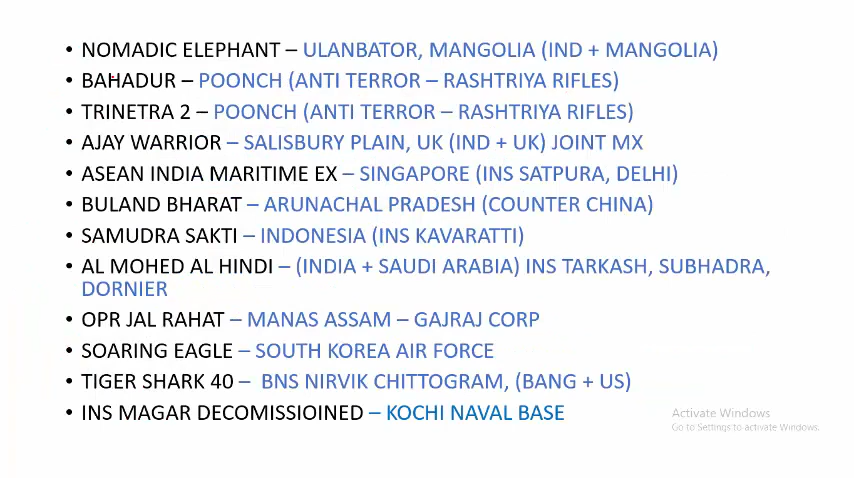 • NOMADIC ELEPHANT – ULANBATOR, MANGOLIA (IND + MANGOLIA)
• BAHADUR – POONCH (ANTI TERROR – RASHTRIYA RIFLES)
• TRINETRA 2 – POONCH (ANTI TERROR – RASHTRIYA RIFLES)
• AJAY WARRIOR – SALISBURY PLAIN, UK (IND + UK) JOINT MX
• ASEAN INDIA MARITIME EX – SINGAPORE (INS SATPURA, DELHI)
• BULAND BHARAT – ARUNACHAL PRADESH (COUNTER CHINA)
• SAMUDRA SAKTI – INDONESIA (INS KAVARATTI)
• AL MOHED AL HINDI – (INDIA + SAUDI ARABIA) INS TARKASH, SUBHADRA,
DORNIER
• OPR JAL RAHAT – MANAS ASSAM – GAJRAJ CORP
• SOARING EAGLE – SOUTH KOREA AIR FORCE
• TIGER SHARK 40 – BNS NIRVIK CHITTOGRAM, (BANG + US)
• INS MAGAR DECOMISSIOINED – KOCHI NAVAL BASE
Activate Windows
Go to Settings to activate Windows.